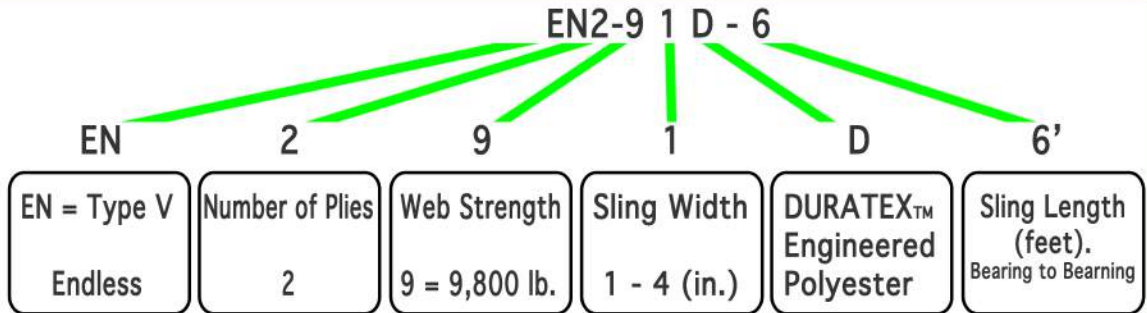 EN2-9 1 D - 6
EN
2
9
1
D
6’
EN = Type V
Endless
Number of Plies
2
Web Strength
9 = 9,800 lb.
Sling Width
1 - 4 (in.)
DURATEX™
Engineered
Polyester
Sling Length
(feet).
Bearing to Bearning